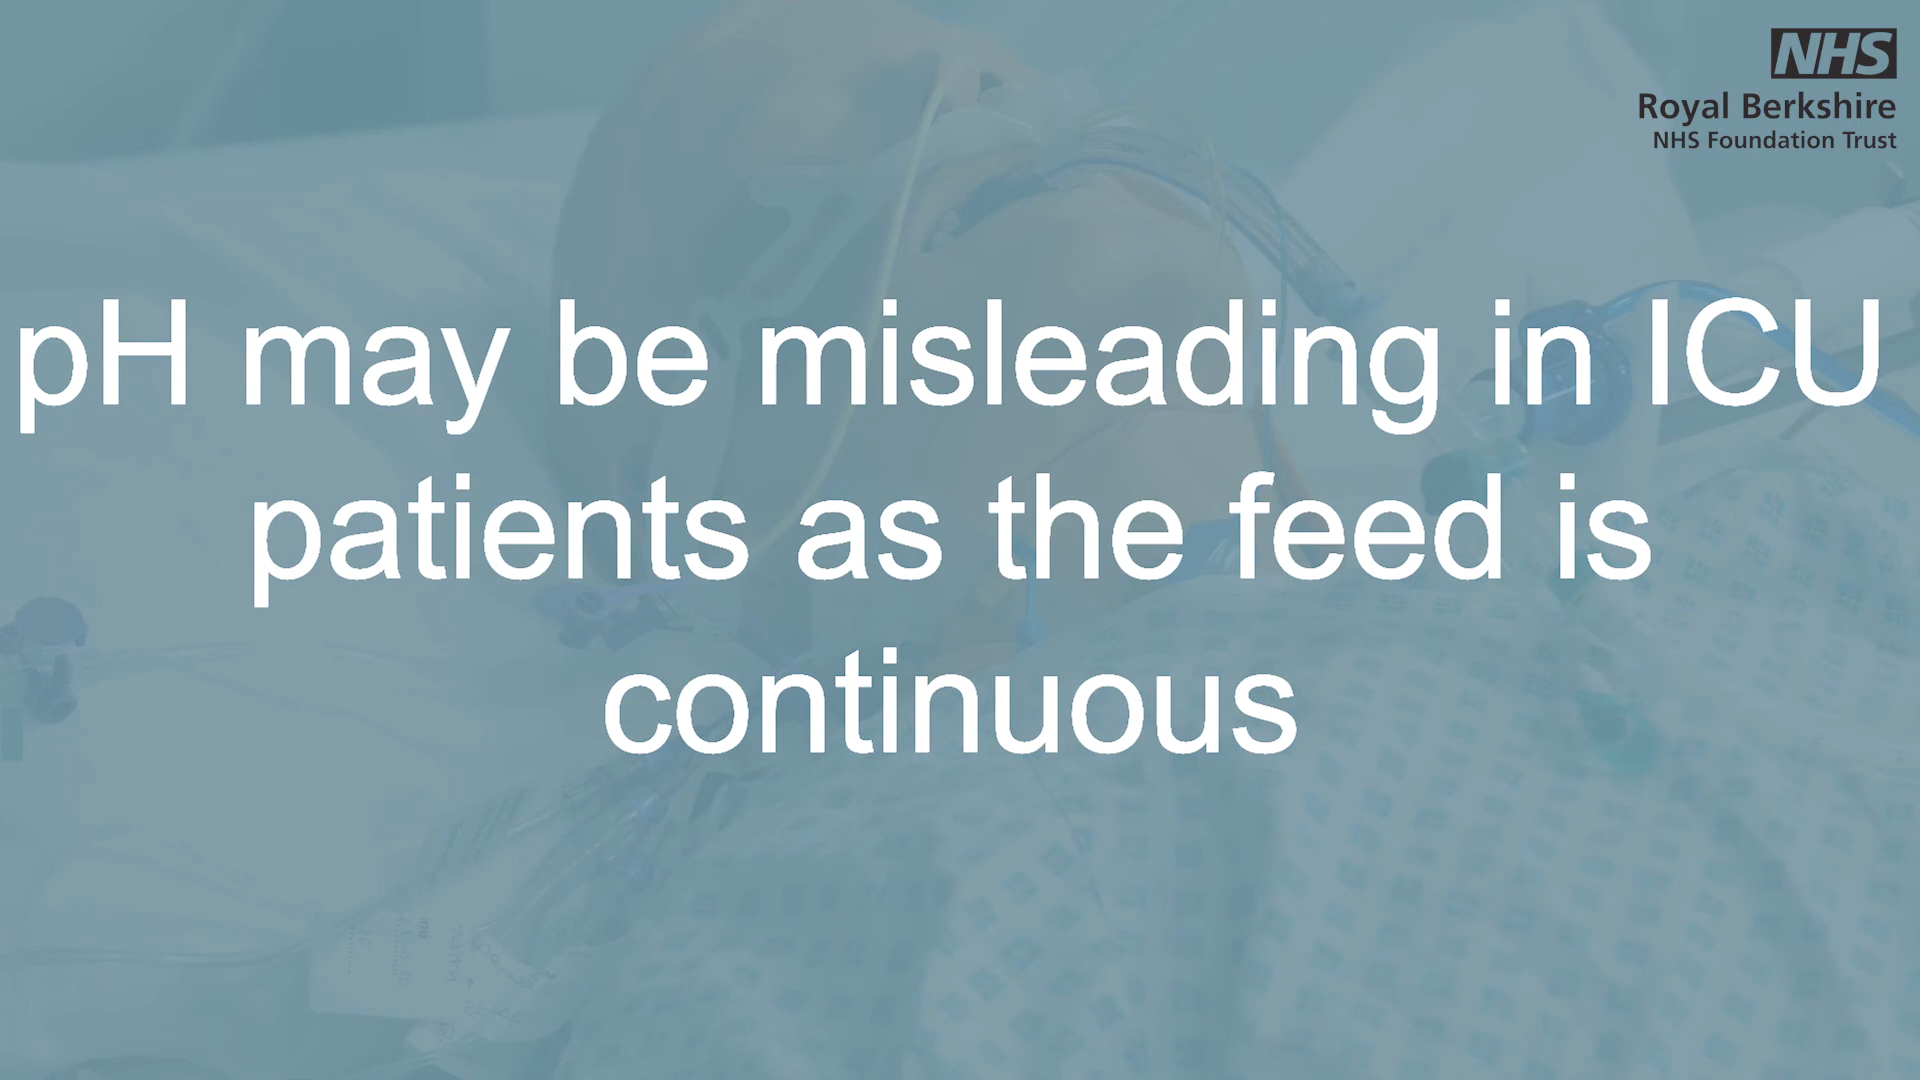 NHS
Royal Berkshire
NHS Foundation Trust
pH may be misleading in ICU
patients as the feed is
continuous